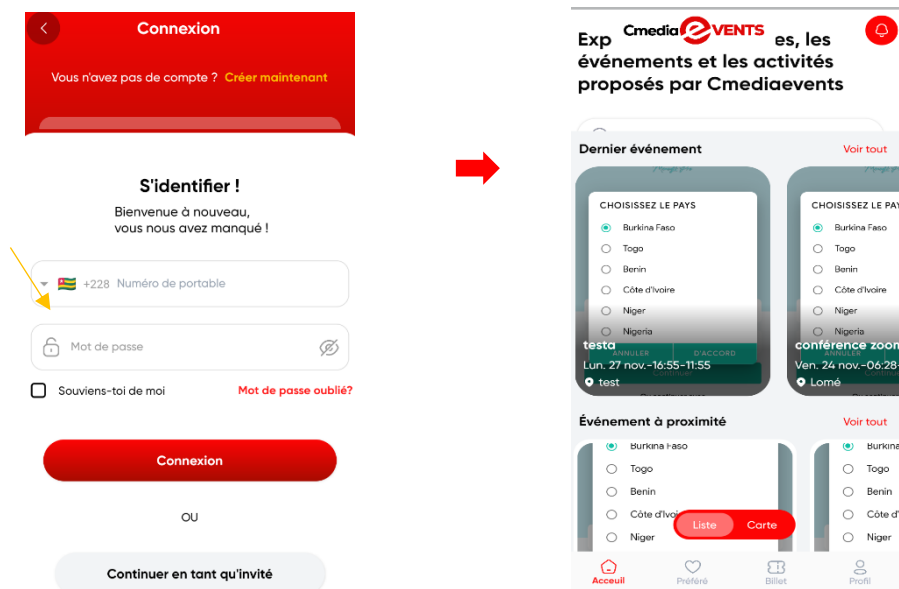 Connexion
Vous n'avez pas de compte ? Créer maintenant
S'identifier !
Bienvenue à nouveau,
vous nous avez manqué !
+228 Numéro de portable
Mot de passe
Souviens-toi de moi
Mot de passe oublié?
Connexion
OU
Continuer en tant qu'invité
Cmedia eVENTS
Exp es, les
événements et les activités
proposés par Cmediaevents
Dernier événement
Voir tout
CHOISISSEZ LE PAYS
Burkina Faso
Togo
Benin
Côte d'Ivoire
Niger
Nigeria
ANNULER D'ACCORD
testa
Lun. 27 nov.-16:55-11:55
Continuer
test
CHOISISSEZ LE PAY
Burkina Faso
Togo
Benin
Côte d'Ivoire
Niger
Nigeria
ANNULER
conférence zoom
Ven. 24 nov.-06:28-
Lomé
Événement à proximité
Voir tout
Burkina Faso
Togo
Benin
Côte d'Ivoi
Niger
Burkina
Togo
Benin
Côte d'I
Niger
Liste Carte
Acceuil
Préféré
Billet
Profil